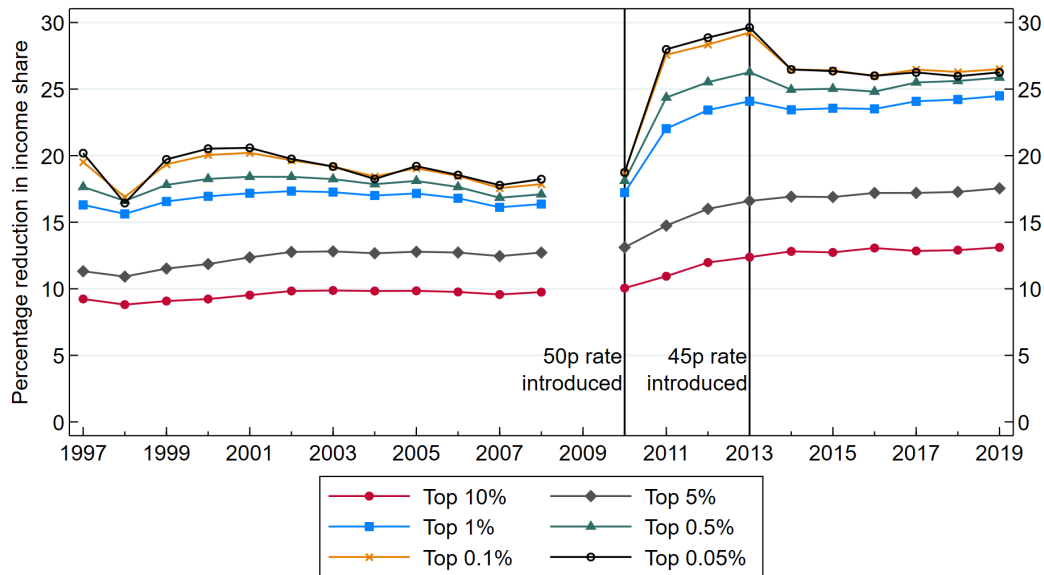 Percentage reduction in income share
30
25
20
15
10
5
0
30
25
20
15
10
5
0
50p rate
introduced
45p rate
introduced
1997 1999 2001 2003 2005 2007 2009 2011 2013 2015 2017 2019
Top 10% Top 5%
Top 1% Top 0.5%
Top 0.1% Top 0.05%